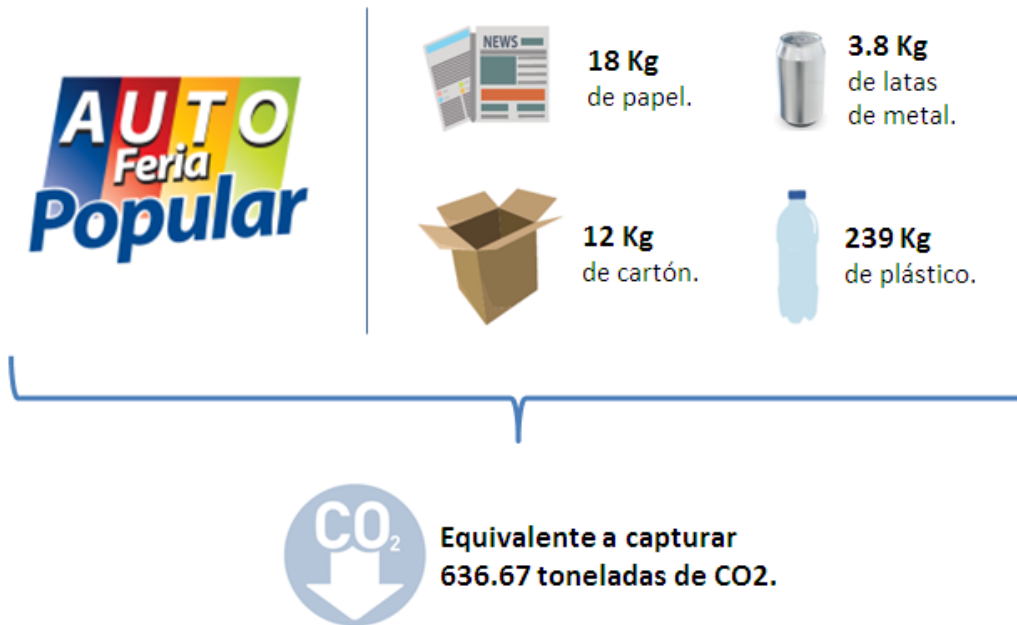 AUTO
Feria
Popular
NEWS
18 Kg
de papel.
3.8 Kg
de latas
de metal.
12 Kg
de cartón.
239 Kg
de plástico.
CO2
Equivalente a capturar
636.67 toneladas de CO2.